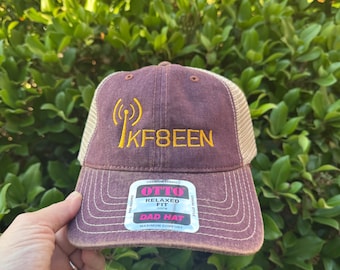 KF8EEN
OTTO
RELAXED
FIT
DAD HAT